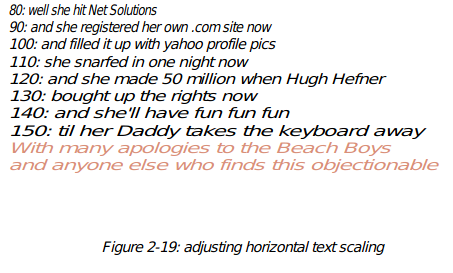 80: well she hit Net Solutions
90: and she registered her own .com site now
100: and filled it up with yahoo profile pics
110: she snarfed in one night now
120: and she made 50 million when Hugh Hefner
130: bought up the rights now
140: and she'll have fun fun fun
150: til her Daddy takes the keyboard away
With many apologies to the Beach Boys
and anyone else who finds this objectionable
Figure 2-19: adjusting horizontal text scaling